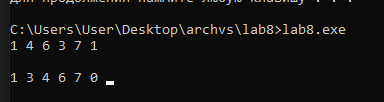 для продолжения нажмите любую клавишу . . .
C:\Users\User\Desktop\archvs\lab8>lab8.exe
1 4 6 3 7 1
1 3 4 6 7 0